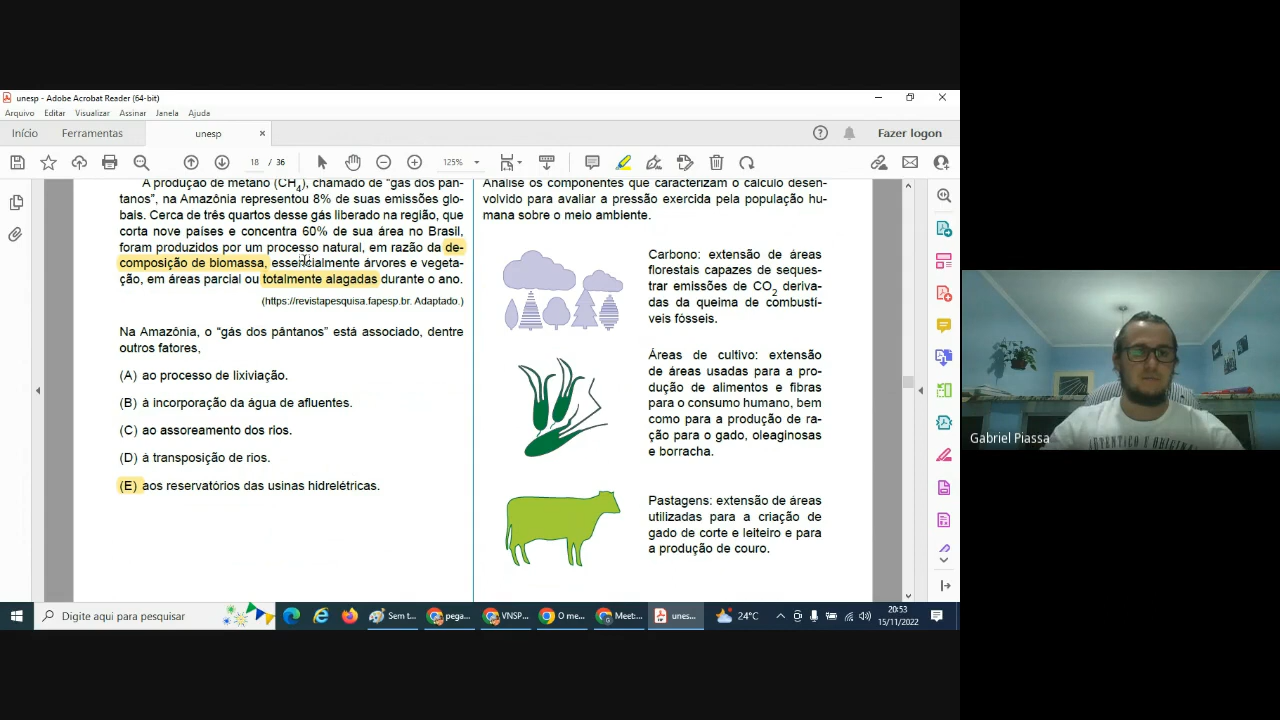 unesp - Adobe Acrobat Reader (64-bit)
Arquivo Editar Visualizar Assinar Janela Ajuda
Início Ferramentas unesp Fazer logon
18 / 36 125%
A produção de metano (CH4), chamado de “gás dos pân-
tanos”, na Amazônia representou 8% de suas emissões glo-
bais. Cerca de três quartos desse gás liberado na região, que
corta nove países e concentra 60% de sua área no Brasil,
foram produzidos por um processo natural, em razão da de-
composição de biomassa, essencialmente árvores e vegeta-
ção, em áreas parcial ou totalmente alagadas durante o ano.
(https://revistapesquisa.fapesp.br. Adaptado.)
Na Amazônia, o “gás dos pântanos” está associado, dentre
outros fatores,
(A) ao processo de lixiviação.
(B) à incorporação da água de afluentes.
(C) ao assoreamento dos rios.
(D) à transposição de rios.
(E) aos reservatórios das usinas hidrelétricas.
Analise os componentes que caracterizam o cálculo desen-
volvido para avaliar a pressão exercida pela população hu-
mana sobre o meio ambiente.
Carbono: extensão de áreas
florestais capazes de seques-
trar emissões de CO2 deriva-
das da queima de combustí-
veis fósseis.
Áreas de cultivo: extensão
de áreas usadas para a pro-
dução de alimentos e fibras
para o consumo humano, bem
como para a produção de ra-
ção para o gado, oleaginosas
e borracha.
Pastagens: extensão de áreas
utilizadas para a criação de
gado de corte e leiteiro e para
a produção de couro.
Gabriel Piassa
AUTENTICO E ORIGINAL
Digite aqui para pesquisar
Sem t... pega... VNSP... O me... Meet:... unes... 24°C
20:53
15/11/2022